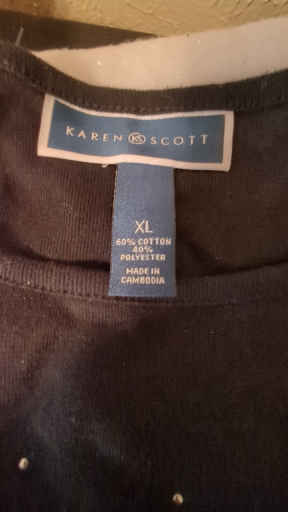 KAREN KS SCOTT
XL
60% COTTON
40%
POLYESTER
MADE IN
CAMBODIA